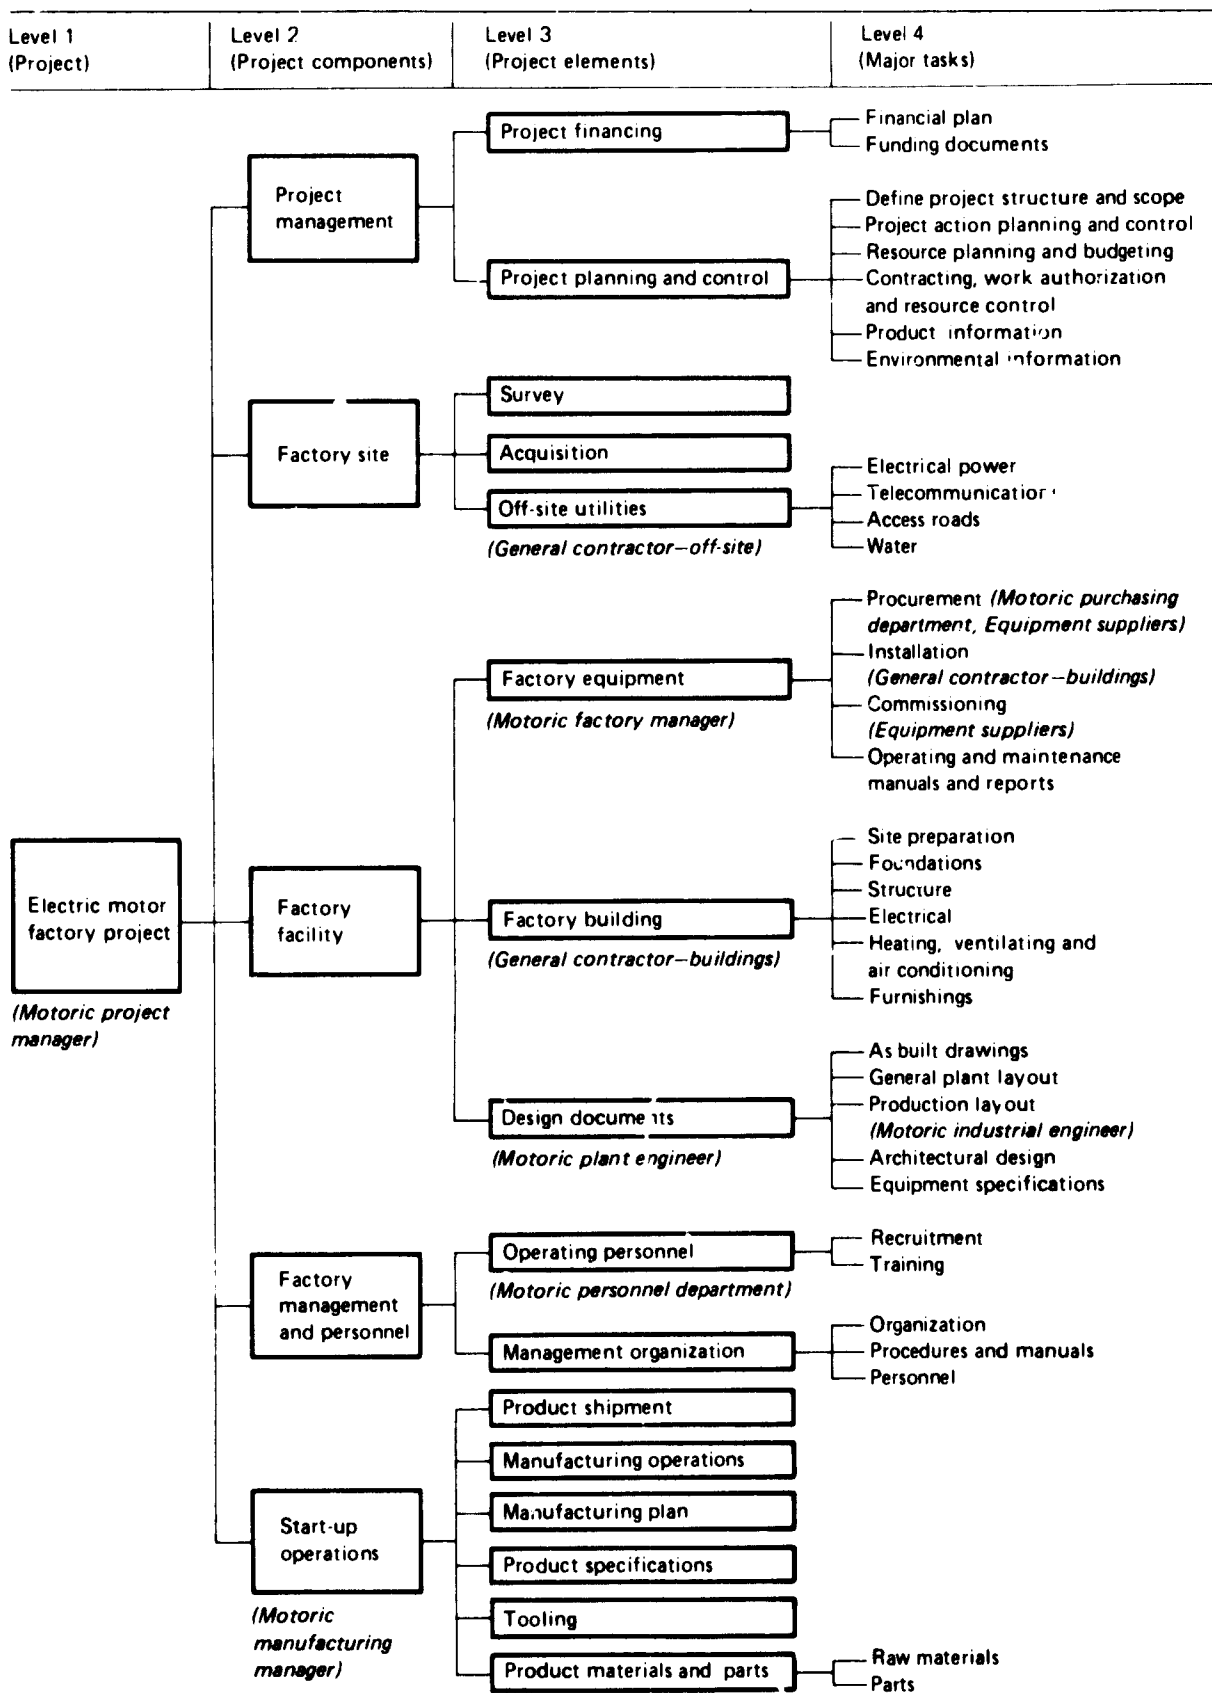 Level 1
(Project)
Level 2
(Project components)
Level 3
(Project elements)
Level 4
(Major tasks)
Electric motor
factory project
(Motoric project
manager)
Project
management
Project financing
Financial plan
Funding documents
Project planning and control
Define project structure and scope
Project action planning and control
Resource planning and budgeting
Contracting, work authorization
and resource control
Product information
Environmental information
Factory site
Survey
Acquisition
Off-site utilities
(General contractor—off-site)
Electrical power
Telecommunication
Access roads
Water
Factory
facility
Factory equipment
(Motoric factory manager)
Procurement (Motoric purchasing
department, Equipment suppliers)
Installation
(General contractor—buildings)
Commissioning
(Equipment suppliers)
Operating and maintenance
manuals and reports
Factory building
(General contractor—buildings)
Site preparation
Foundations
Structure
Electrical
Heating, ventilating and
air conditioning
Furnishings
Design documents
(Motoric plant engineer)
As built drawings
General plant layout
Production layout
(Motoric industrial engineer)
Architectural design
Equipment specifications
Factory
management
and personnel
Operating personnel
(Motoric personnel department)
Recruitment
Training
Management organization
Organization
Procedures and manuals
Personnel
Start-up
operations
(Motoric
manufacturing
manager)
Product shipment
Manufacturing operations
Manufacturing plan
Product specifications
Tooling
Product materials and parts
Raw materials
Parts